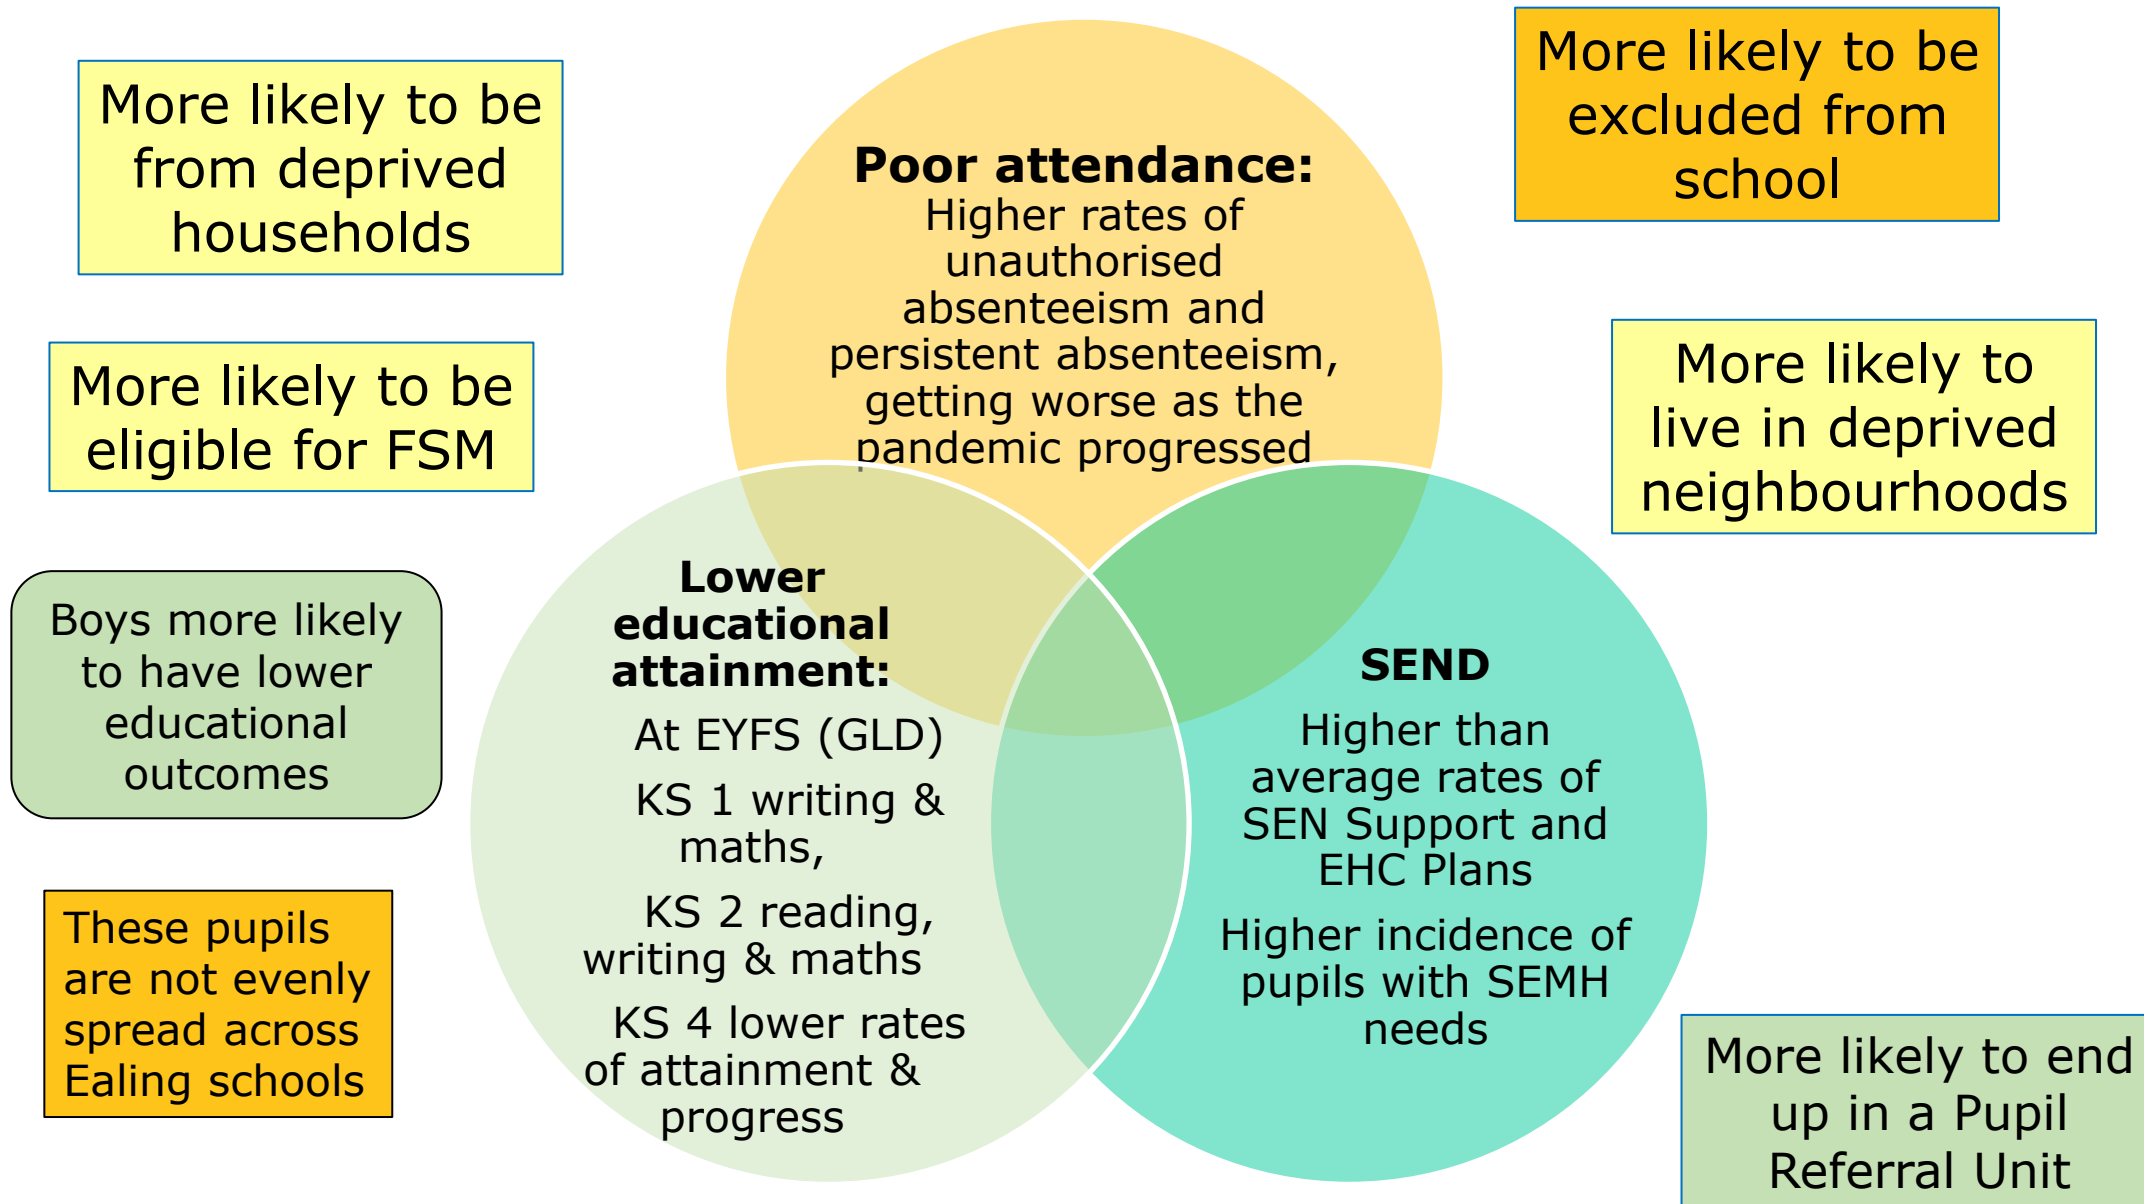 More likely to be
from deprived
households
More likely to be
eligible for FSM
Boys more likely
to have lower
educational
outcomes
These pupils
are not evenly
spread across
Ealing schools
Poor attendance:
Higher rates of
unauthorised
absenteeism and
persistent absenteeism,
getting worse as the
pandemic progressed
Lower
educational
attainment:
At EYFS (GLD)
KS 1 writing &
maths,
KS 2 reading,
writing & maths
KS 4 lower rates
of attainment &
progress
SEND
Higher than
average rates of
SEN Support and
EHC Plans
Higher incidence of
pupils with SEMH
needs
More likely to be
excluded from
school
More likely to
live in deprived
neighbourhoods
More likely to end
up in a Pupil
Referral Unit